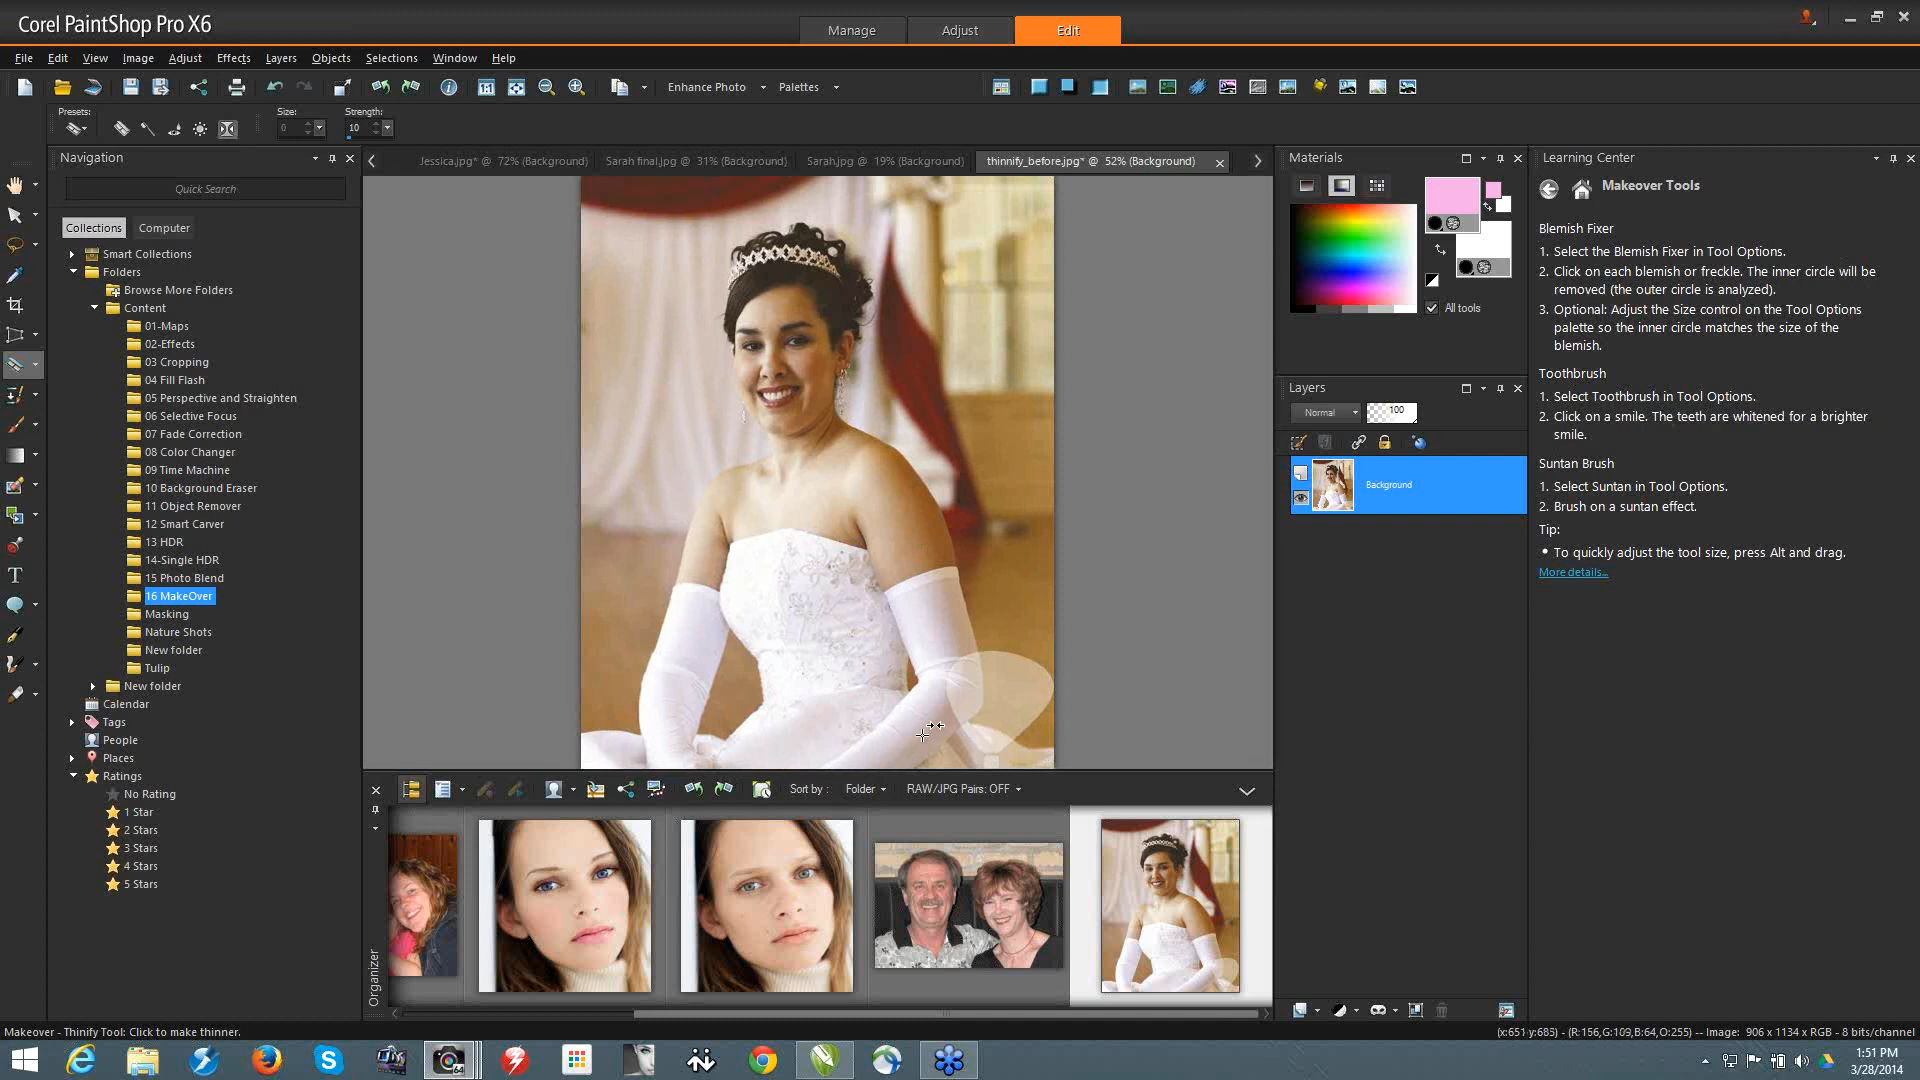 Corel PaintShop Pro X6
Manage
Adjust
Edit
File Edit View Image Adjust Effects Layers Objects Selections Window Help
Enhance Photo
Palettes
Presets:
Size:
0
Strength:
10
Navigation
Quick Search
Collections
Computer
Smart Collections
Folders
Browse More Folders
Content
01-Maps
02-Effects
03 Cropping
04 Fill Flash
05 Perspective and Straighten
06 Selective Focus
07 Fade Correction
08 Color Changer
09 Time Machine
10 Background Eraser
11 Object Remover
12 Smart Carver
13 HDR
14-Single HDR
15 Photo Blend
16 MakeOver
Masking
Nature Shots
New folder
Tulip
New folder
Calendar
Tags
People
Places
Ratings
No Rating
1 Star
2 Stars
3 Stars
4 Stars
5 Stars
Jessica.jpg* @ 72% (Background)
Sarah final.jpg @ 31% (Background)
Sarah.jpg @ 19% (Background)
thinnify_before.jpg* @ 52% (Background)
Organizer
Sort by :
Folder
RAW/JPG Pairs: OFF
Materials
All tools
Layers
Normal
100
Background
Learning Center
Makeover Tools
Blemish Fixer
1. Select the Blemish Fixer in Tool Options.
2. Click on each blemish or freckle. The inner circle will be
removed (the outer circle is analyzed).
3. Optional: Adjust the Size control on the Tool Options
palette so the inner circle matches the size of the
blemish.
Toothbrush
1. Select Toothbrush in Tool Options.
2. Click on a smile. The teeth are whitened for a brighter
smile.
Suntan Brush
1. Select Suntan in Tool Options.
2. Brush on a suntan effect.
Tip:
• To quickly adjust the tool size, press Alt and drag.
More details...
Makeover - Thinify Tool: Click to make thinner.
(x:651 y:685) - (R:156,G:109,B:64,O:255) -- Image: 906 x 1134 x RGB - 8 bits/channel
64
1:51 PM
3/28/2014